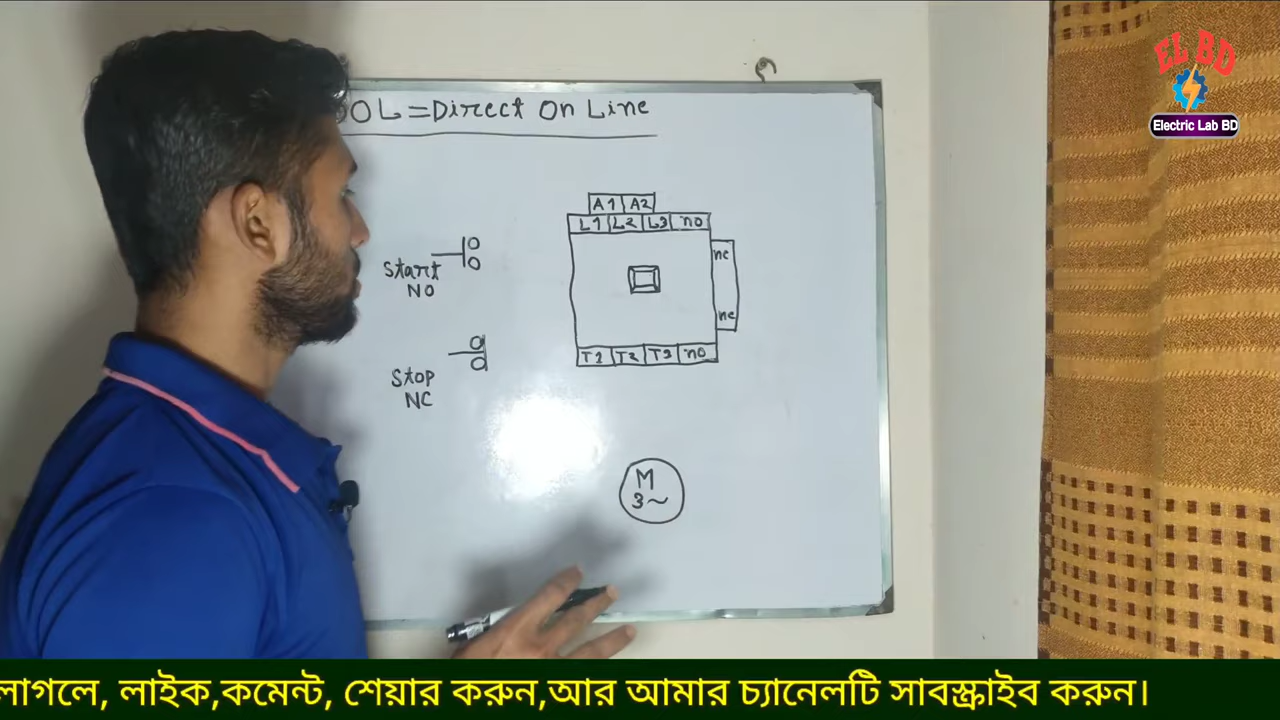 OL=Direct On Line
EL BD
Electric Lab BD
A1 A2
L1 L2 L3 no
Start
NO
nc
nc
T1 T2 T3 no
Stop
NC
M
3~
লাগলে, লাইক,কমেন্ট, শেয়ার করুন,আর আমার চ্যানেলটি সাবস্ক্রাইব করুন।